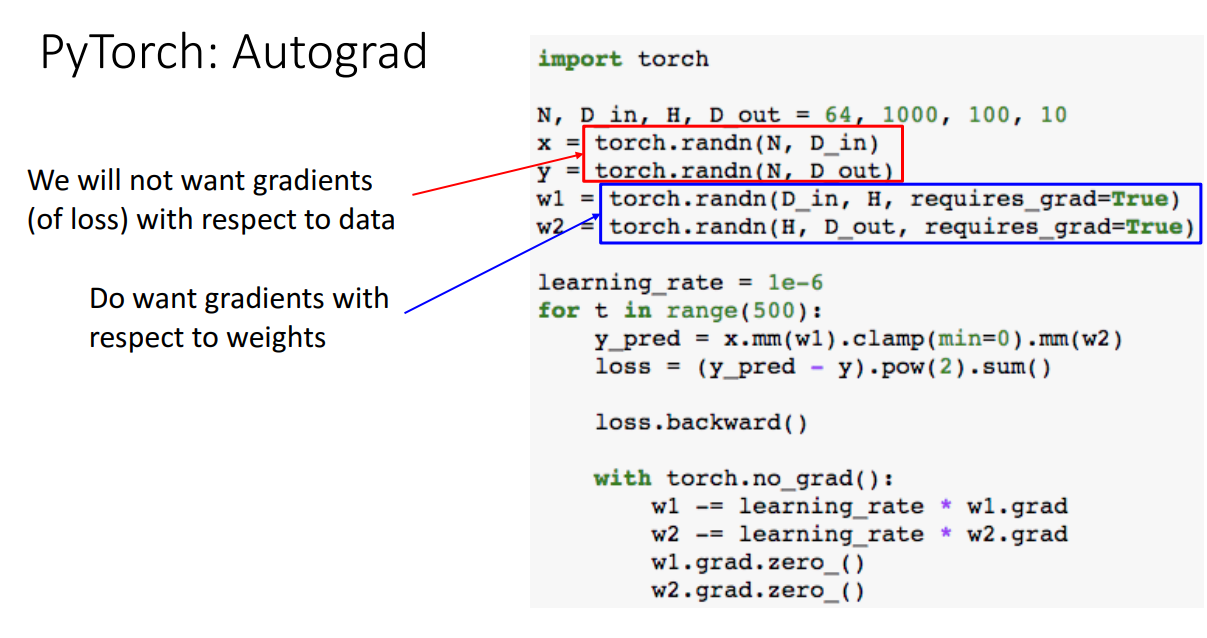 PyTorch: Autograd
We will not want gradients
(of loss) with respect to data
Do want gradients with
respect to weights
import torch
N, D_in, H, D_out = 64, 1000, 100, 10
x = torch.randn(N, D_in)
y = torch.randn(N, D_out)
w1 = torch.randn(D_in, H, requires_grad=True)
w2 = torch.randn(H, D_out, requires_grad=True)
learning_rate = 1e-6
for t in range(500):
    y_pred = x.mm(w1).clamp(min=0).mm(w2)
    loss = (y_pred - y).pow(2).sum()
    loss.backward()
    with torch.no_grad():
        w1 -= learning_rate * w1.grad
        w2 -= learning_rate * w2.grad
        w1.grad.zero_()
        w2.grad.zero_()